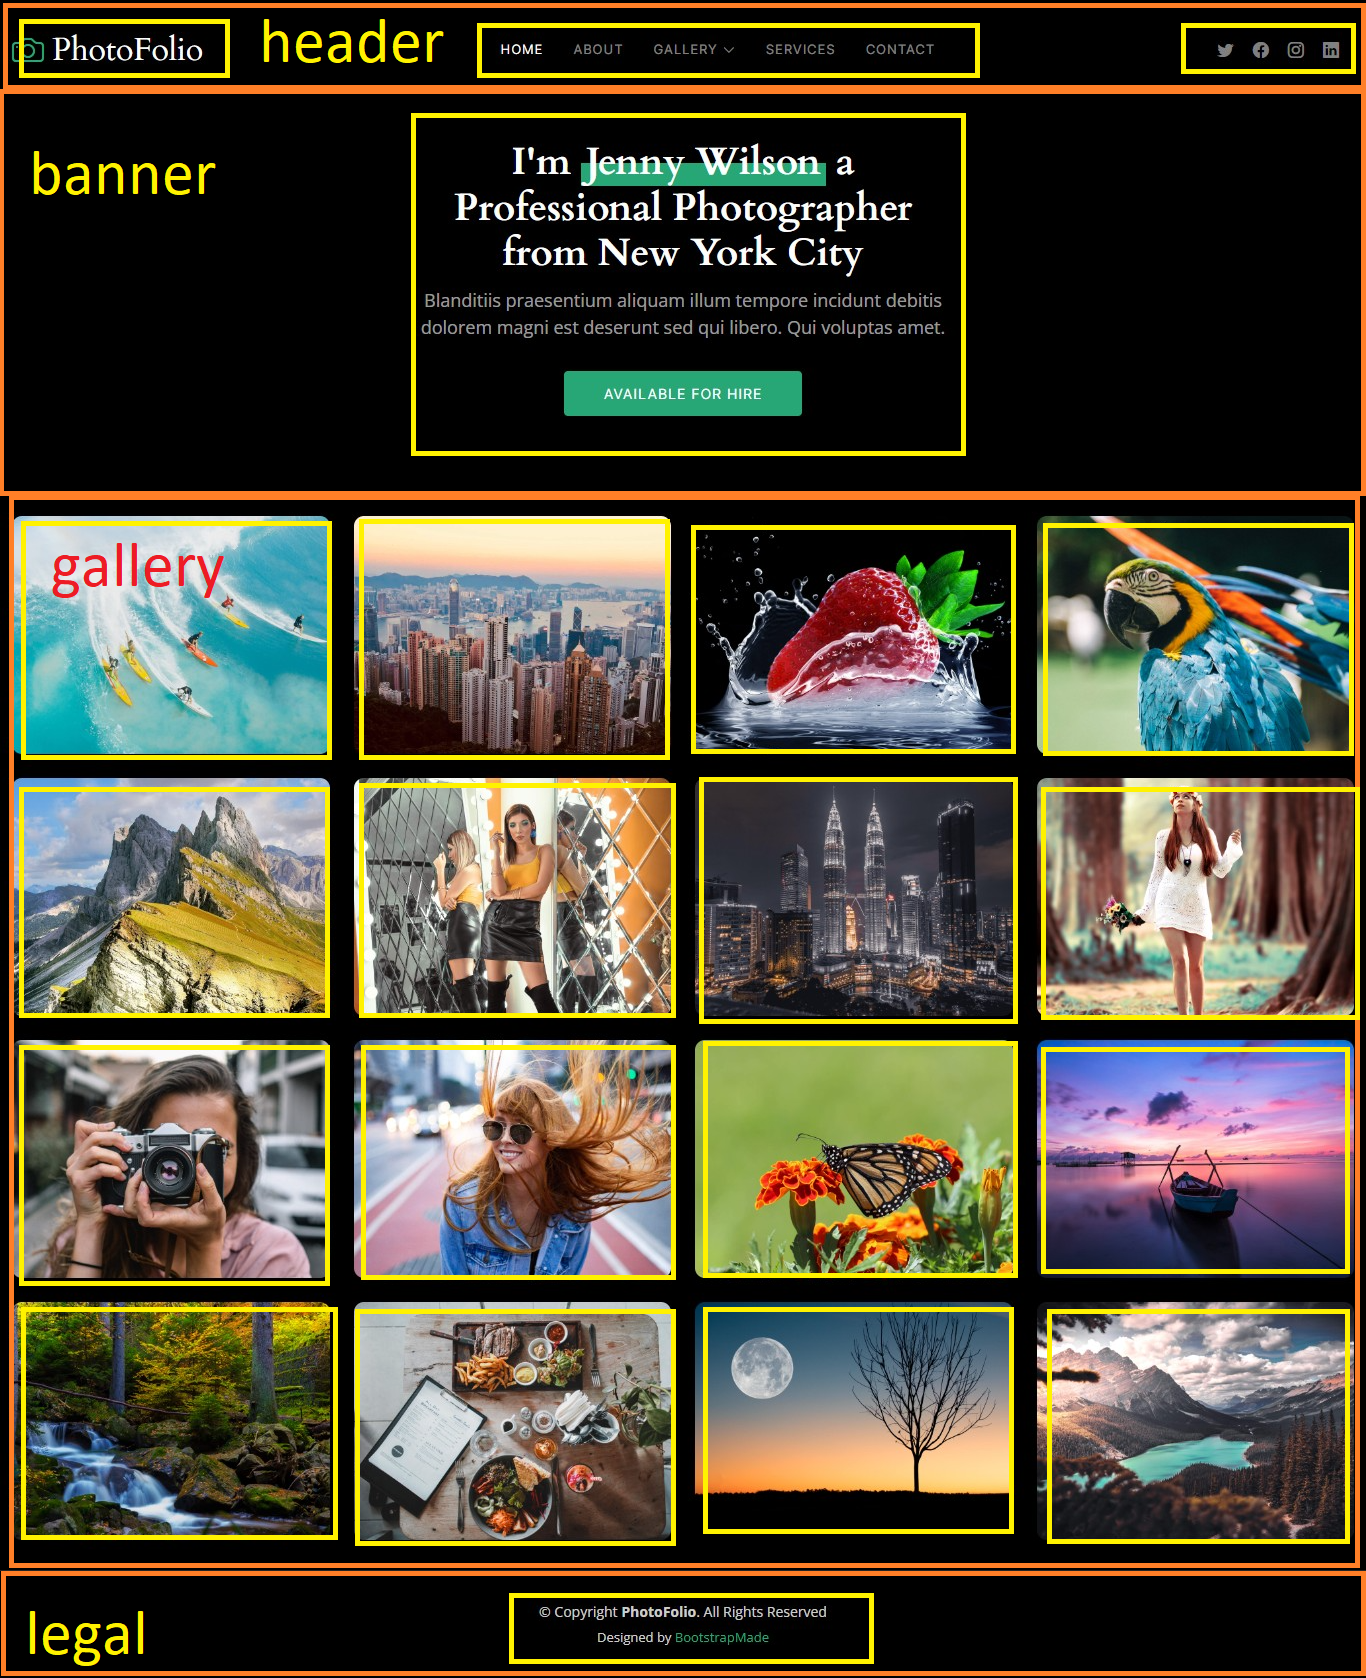 PhotoFolio
header
HOME ABOUT GALLERY SERVICES CONTACT
banner
I'm Jenny Wilson a
Professional Photographer
from New York City
Blanditiis praesentium aliquam illum tempore incidunt debitis
dolorem magni est deserunt sed qui libero. Qui voluptas amet.
AVAILABLE FOR HIRE
gallery
legal
© Copyright PhotoFolio. All Rights Reserved
Designed by BootstrapMade